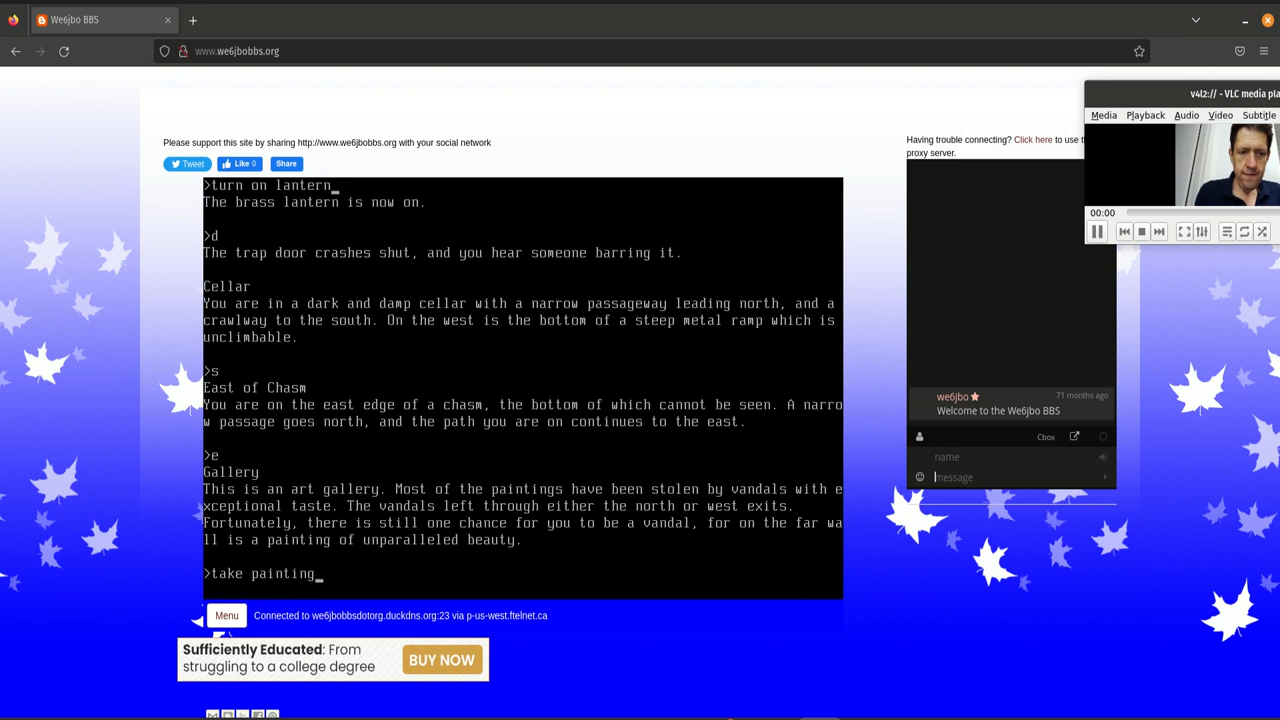 We6jbo BBS
www.we6jbobbs.org
v4l2:// - VLC media pla
Media Playback Audio Video Subtitle
00:00
Please support this site by sharing http://www.we6jbobbs.org with your social network
Tweet
Like 0
Share
Having trouble connecting? Click here to use t
proxy server.
>turn on lantern_
The brass lantern is now on.
>d
The trap door crashes shut, and you hear someone barring it.
Cellar
You are in a dark and damp cellar with a narrow passageway leading north, and a
crawlway to the south. On the west is the bottom of a steep metal ramp which is
unclimbable.
>s
East of Chasm
You are on the east edge of a chasm, the bottom of which cannot be seen. A narro
w passage goes north, and the path you are on continues to the east.
>e
Gallery
This is an art gallery. Most of the paintings have been stolen by vandals with e
xceptional taste. The vandals left through either the north or west exits.
Fortunately, there is still one chance for you to be a vandal, for on the far wa
ll is a painting of unparalleled beauty.
>take painting_
we6jbo 71 months ago
Welcome to the We6jbo BBS
Cbox
name
message
Menu
Connected to we6jbobbsdotorg.duckdns.org:23 via p-us-west.ftelnet.ca
Sufficiently Educated: From
struggling to a college degree
BUY NOW